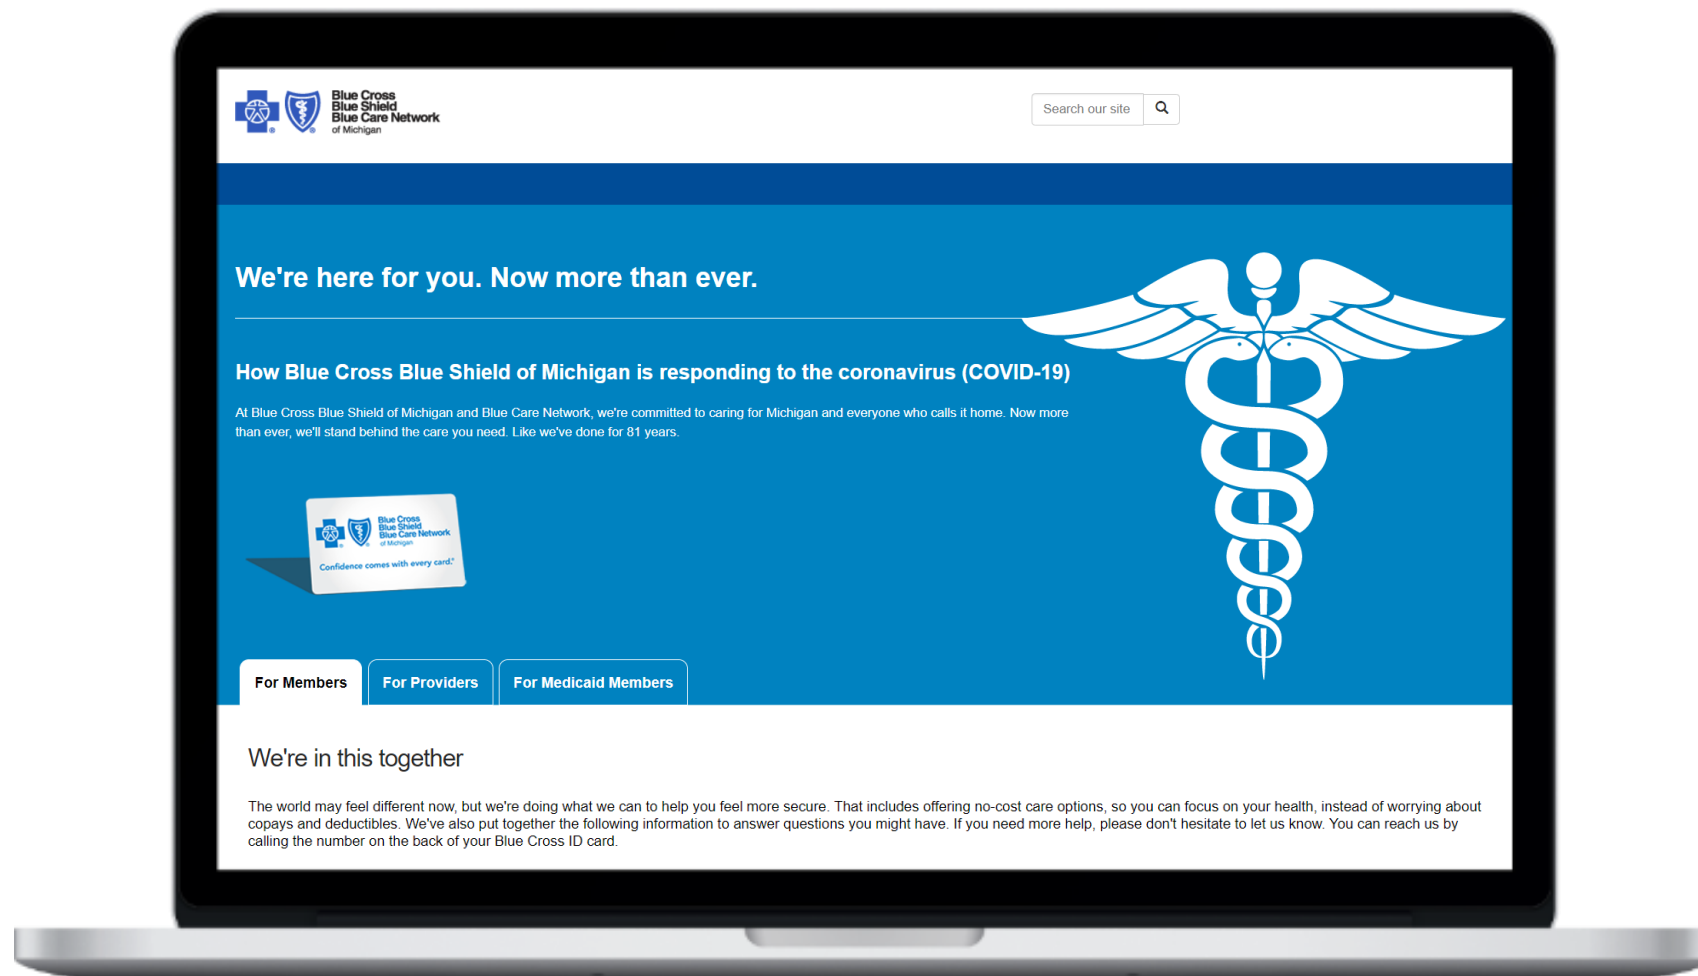 Blue Cross
Blue Shield
Blue Care Network
of Michigan
Search our site
We're here for you. Now more than ever.
How Blue Cross Blue Shield of Michigan is responding to the coronavirus (COVID-19)
At Blue Cross Blue Shield of Michigan and Blue Care Network, we're committed to caring for Michigan and everyone who calls it home. Now more
than ever, we'll stand behind the care you need. Like we've done for 81 years.
Blue Cross
Blue Shield
Blue Care Network
of Michigan
Confidence comes with every card.®
For Members
For Providers
For Medicaid Members
We're in this together
The world may feel different now, but we're doing what we can to help you feel more secure. That includes offering no-cost care options, so you can focus on your health, instead of worrying about
copays and deductibles. We've also put together the following information to answer questions you might have. If you need more help, please don't hesitate to let us know. You can reach us by
calling the number on the back of your Blue Cross ID card.